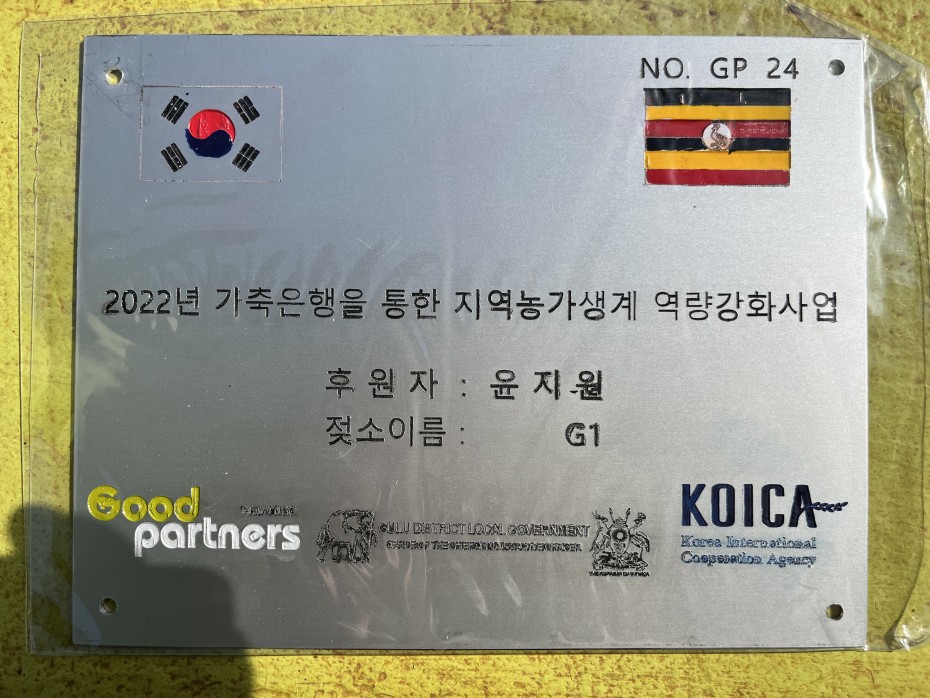 NO. GP 24
2022년 가축은행을 통한 지역농가생계 역량강화사업
후원자 : 윤지원
젖소이름 : G1
Good
partners
GULU DISTRICT LOCAL GOVERNMENT
KOICA
Korea International
Cooperation Agency